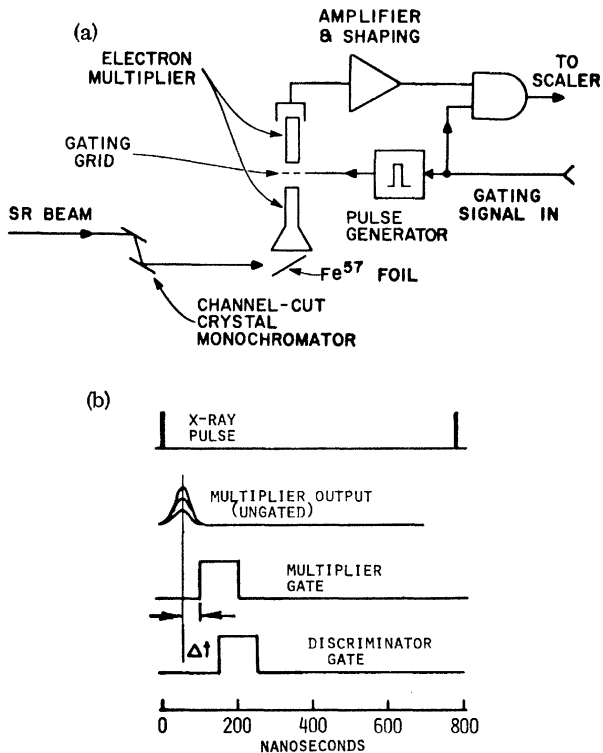 (a)
AMPLIFIER
& SHAPING
ELECTRON
MULTIPLIER
TO
SCALER
GATING
GRID
SR BEAM
PULSE
GENERATOR
GATING
SIGNAL IN
Fe57 FOIL
CHANNEL-CUT
CRYSTAL
MONOCHROMATOR
(b)
X-RAY
PULSE
MULTIPLIER OUTPUT
(UNGATED)
MULTIPLIER
GATE
Δt
DISCRIMINATOR
GATE
0 200 400 600 800
NANOSECONDS